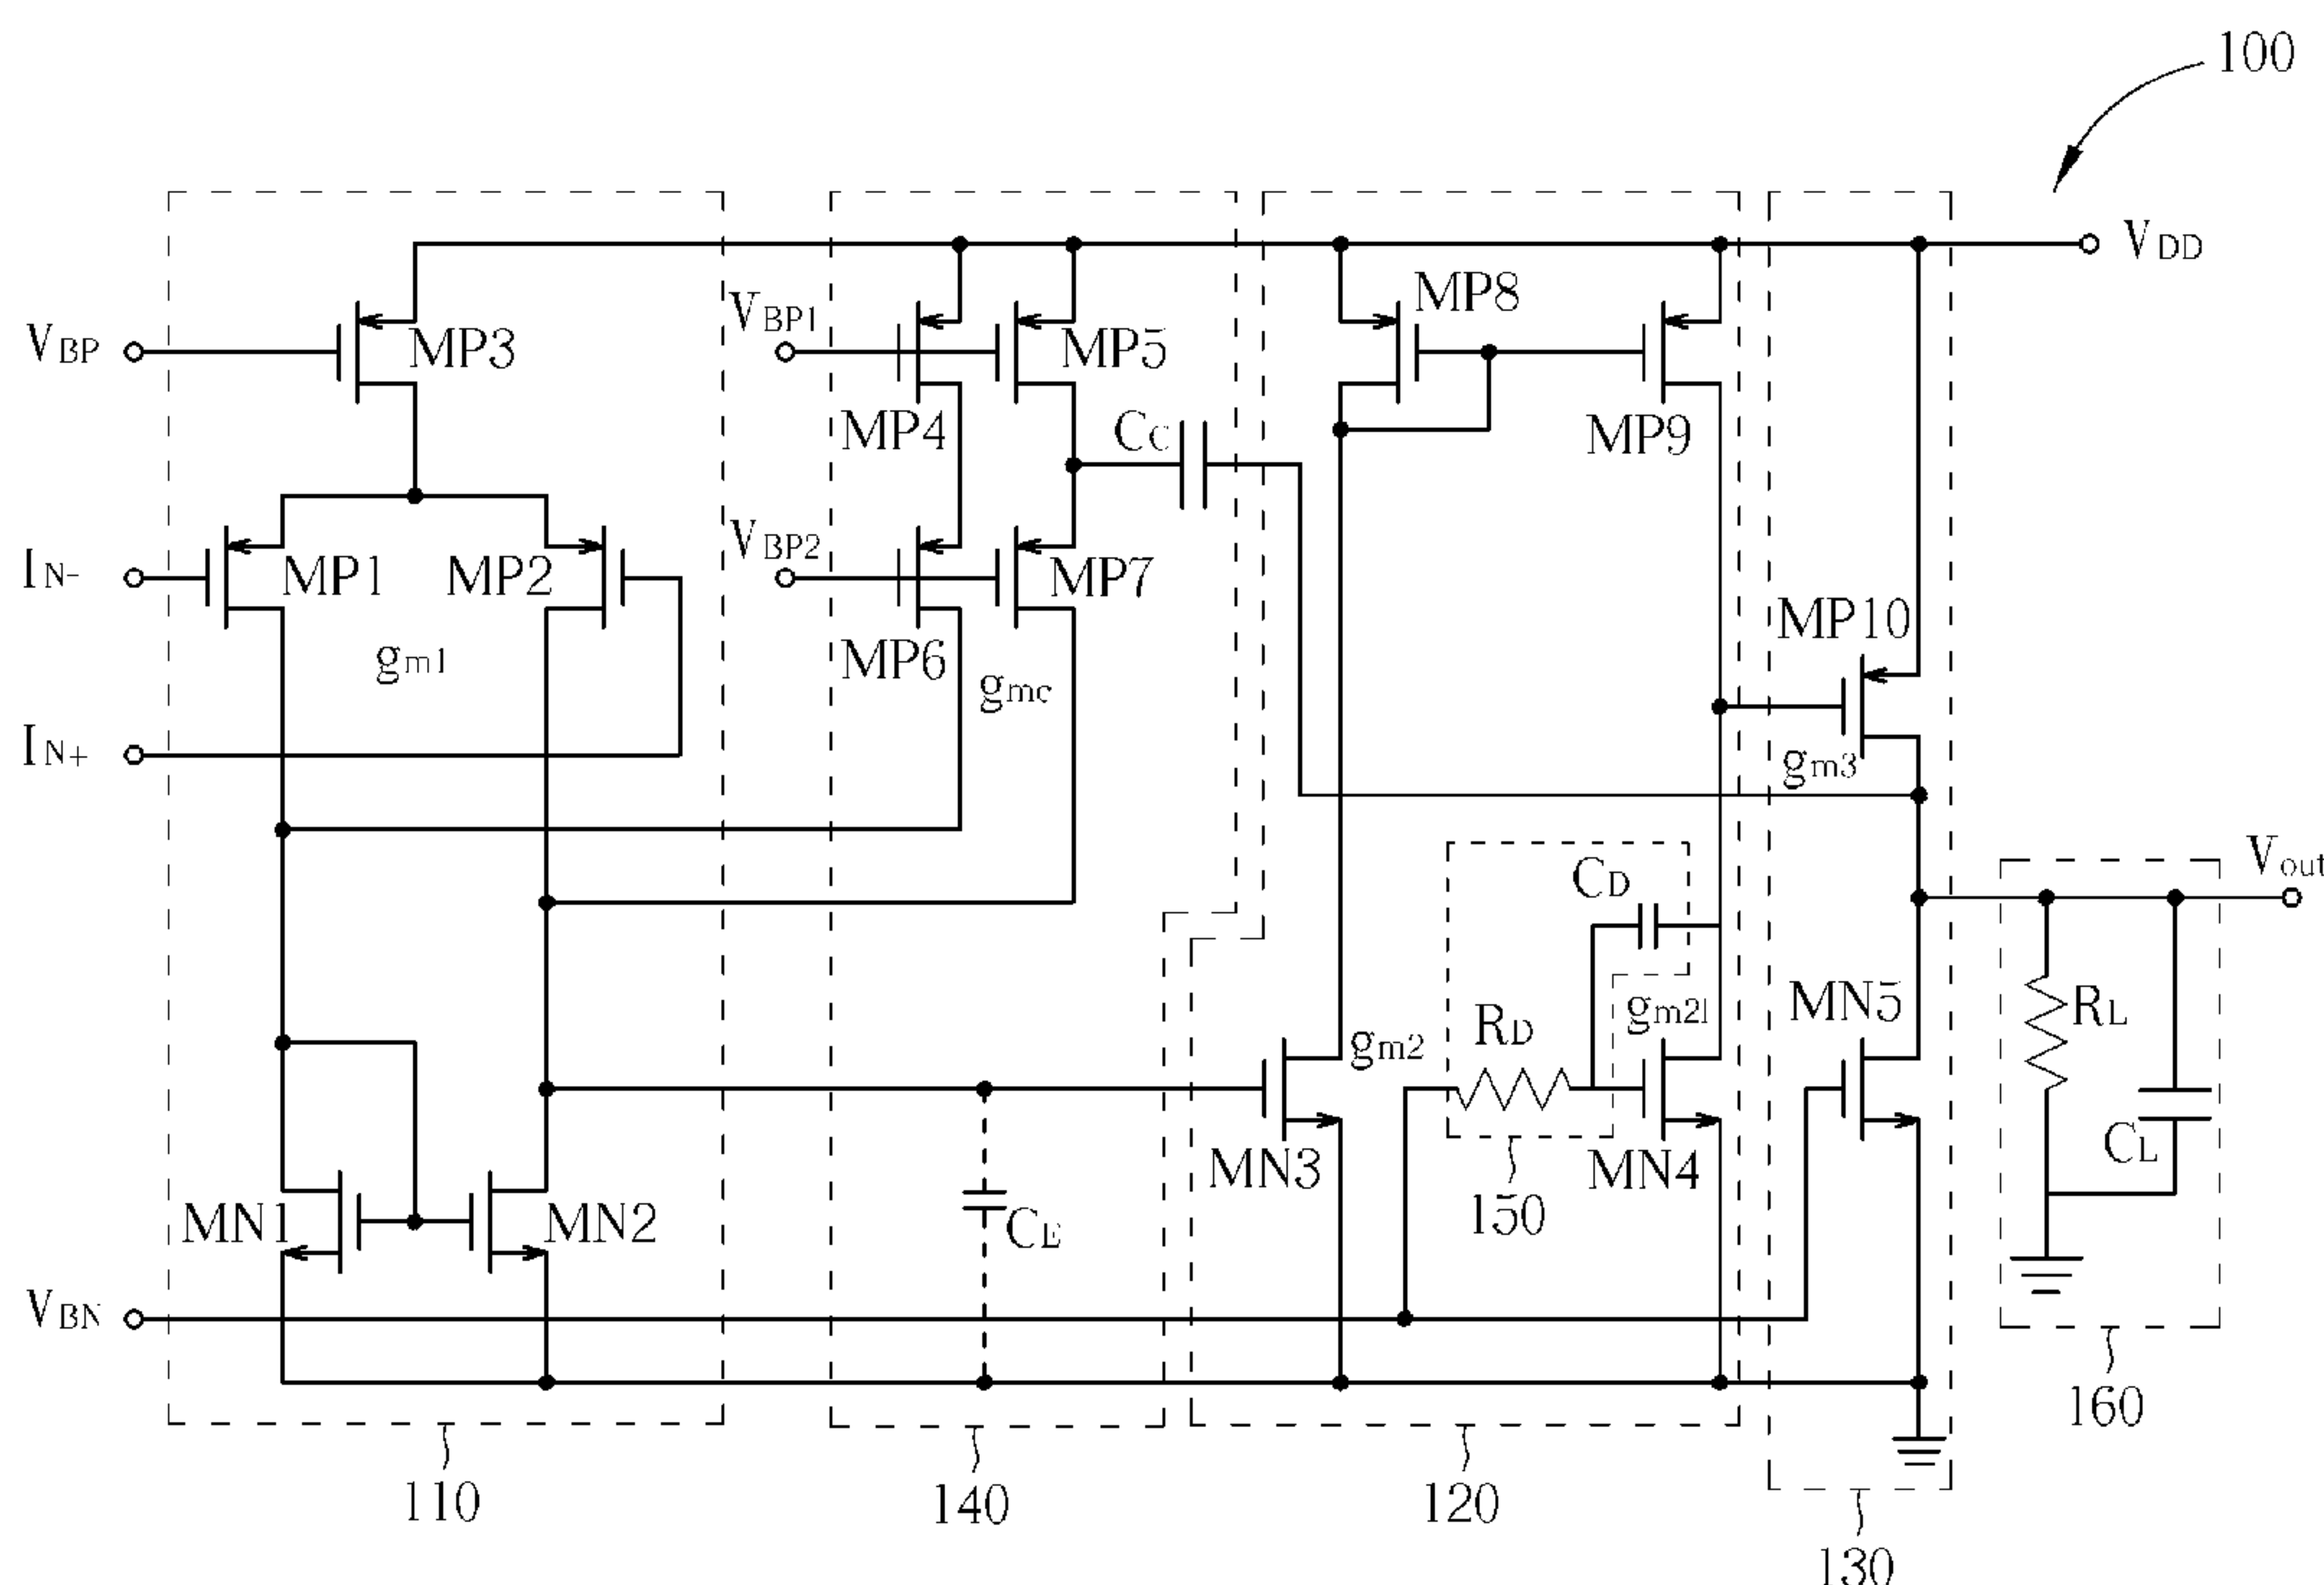 100
VDD
VBP
MP3
VBP1
MP5
MP8
MP4
CC
MP9
IN-
MP1
MP2
VBP2
MP7
MP10
gm1
MP6
gmc
IN+
gm3
Vout
CD
gm2l
MN5
RL
RD
gm2
MN3
MN4
CL
150
MN1
MN2
CE
VBN
160
110
140
120
130